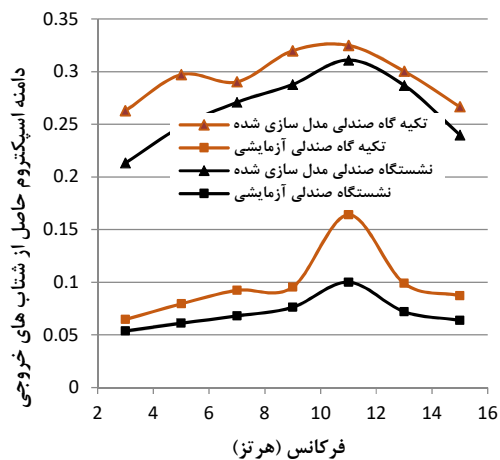 دامنه اسپکتروم حاصل از شتاب های خروجی
0.35
0.3
0.25
0.2
0.15
0.1
0.05
0
تکیه گاه صندلی مدل سازی شده
تکیه گاه صندلی آزمایشی
نشستگاه صندلی مدل سازی شده
نشستگاه صندلی آزمایشی
2 4 6 8 10 12 14 16
فرکانس (هرتز)